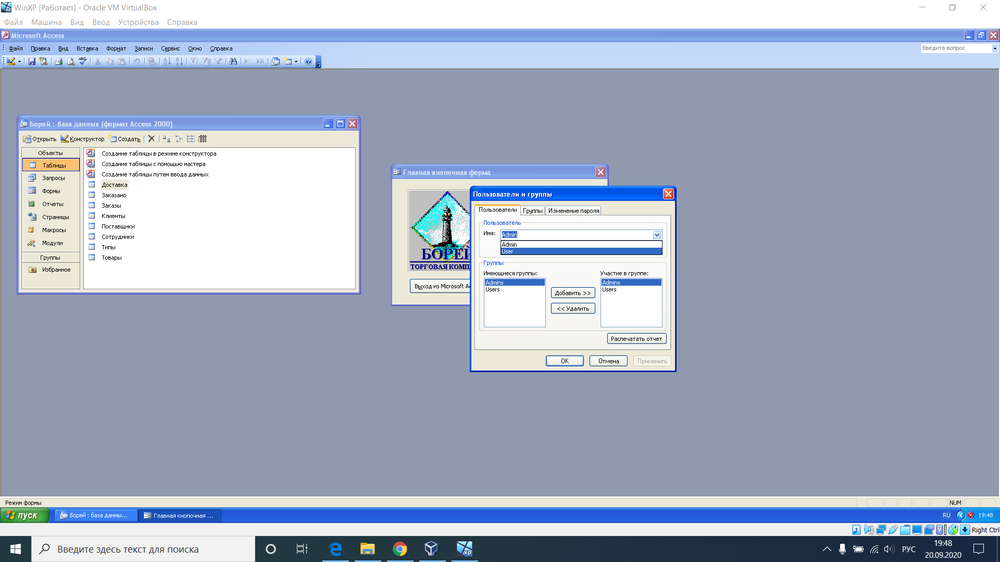 WinXP [Работает] - Oracle VM VirtualBox
Файл Машина Вид Ввод Устройства Справка
Microsoft Access
Файл Правка Вид Вставка Формат Записи Сервис Окно Справка
Введите вопрос
Борей : база данных (формат Access 2000)
Открыть Конструктор Создать
Объекты
Таблицы
Запросы
Формы
Отчеты
Страницы
Макросы
Модули
Группы
Избранное
Создание таблицы в режиме конструктора
Создание таблицы с помощью мастера
Создание таблицы путем ввода данных
Доставка
Заказано
Заказы
Клиенты
Поставщики
Сотрудники
Типы
Товары
Главная кнопочная форма
БОРЕЙ
ТОРГОВАЯ КОМП
Выход из Microsoft A
Пользователи и группы
Пользователи Группы Изменение пароля
Пользователь
Имя: Admin
Admin
User
Группы
Имеющиеся группы:
Admins
Users
Добавить >>
<< Удалить
Участие в группе:
Admins
Users
Распечатать отчет
ОК Отмена Применить
Режим формы
NUM
пуск
Борей : база данны...
Главная кнопочная ...
RU
19:48
Right Ctrl
Введите здесь текст для поиска
РУС
19:48
20.09.2020